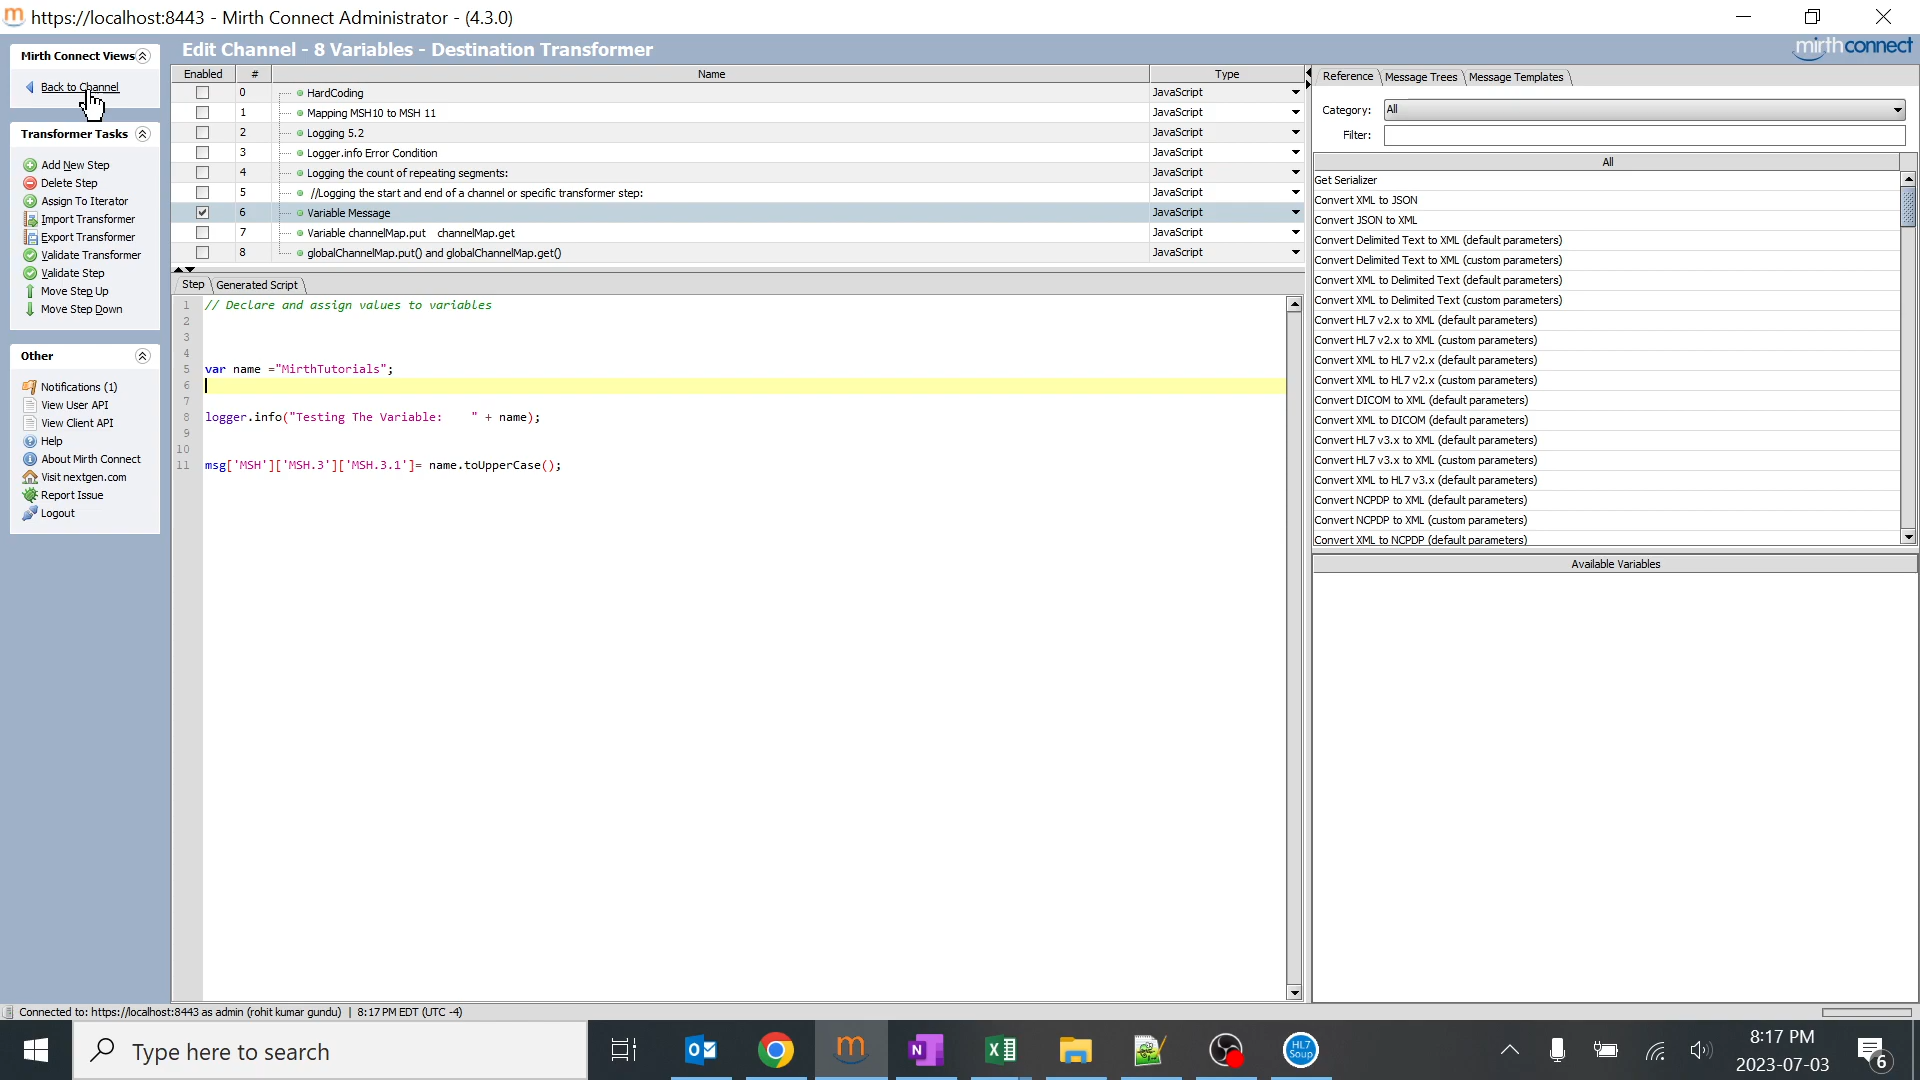 https://localhost:8443 - Mirth Connect Administrator - (4.3.0)
Mirth Connect Views
Back to Channel
Transformer Tasks
Add New Step
Delete Step
Assign To Iterator
Import Transformer
Export Transformer
Validate Transformer
Validate Step
Move Step Up
Move Step Down
Other
Notifications (1)
View User API
View Client API
Help
About Mirth Connect
Visit nextgen.com
Report Issue
Logout
Edit Channel - 8 Variables - Destination Transformer
mirthconnect
Enabled # Name Type
0 HardCoding JavaScript
1 Mapping MSH10 to MSH 11 JavaScript
2 Logging 5.2 JavaScript
3 Logger.info Error Condition JavaScript
4 Logging the count of repeating segments: JavaScript
5 //Logging the start and end of a channel or specific transformer step: JavaScript
6 Variable Message JavaScript
7 Variable channelMap.put channelMap.get JavaScript
8 globalChannelMap.put() and globalChannelMap.get() JavaScript
Step Generated Script
1 // Declare and assign values to variables
2
3
4
5 var name ="MirthTutorials";
6
7
8 logger.info("Testing The Variable: " + name);
9
10
11 msg['MSH']['MSH.3']['MSH.3.1']= name.toUpperCase();
Reference Message Trees Message Templates
Category: All
Filter:
All
Get Serializer
Convert XML to JSON
Convert JSON to XML
Convert Delimited Text to XML (default parameters)
Convert Delimited Text to XML (custom parameters)
Convert XML to Delimited Text (default parameters)
Convert XML to Delimited Text (custom parameters)
Convert HL7 v2.x to XML (default parameters)
Convert HL7 v2.x to XML (custom parameters)
Convert XML to HL7 v2.x (default parameters)
Convert XML to HL7 v2.x (custom parameters)
Convert DICOM to XML (default parameters)
Convert XML to DICOM (default parameters)
Convert HL7 v3.x to XML (default parameters)
Convert HL7 v3.x to XML (custom parameters)
Convert XML to HL7 v3.x (default parameters)
Convert NCPDP to XML (default parameters)
Convert NCPDP to XML (custom parameters)
Convert XML to NCPDP (default parameters)
Available Variables
Connected to: https://localhost:8443 as admin (rohit kumar gundu) | 8:17 PM EDT (UTC -4)
Type here to search
HL7 Soup
8:17 PM
2023-07-03
6